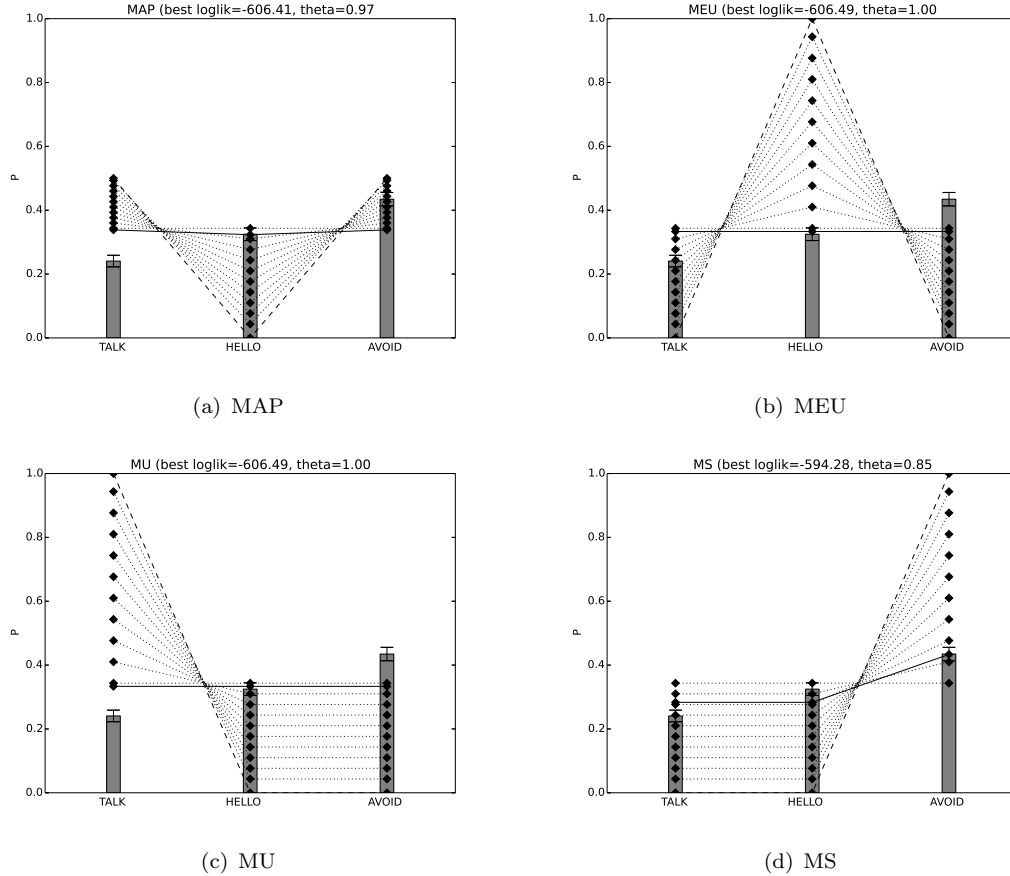 MAP (best loglik=-606.41, theta=0.97
1.0
0.8
0.6
P
0.4
0.2
0.0
TALK HELLO AVOID
(a) MAP
MEU (best loglik=-606.49, theta=1.00
1.0
0.8
0.6
P
0.4
0.2
0.0
TALK HELLO AVOID
(b) MEU
MU (best loglik=-606.49, theta=1.00
1.0
0.8
0.6
P
0.4
0.2
0.0
TALK HELLO AVOID
(c) MU
MS (best loglik=-594.28, theta=0.85
1.0
0.8
0.6
P
0.4
0.2
0.0
TALK HELLO AVOID
(d) MS